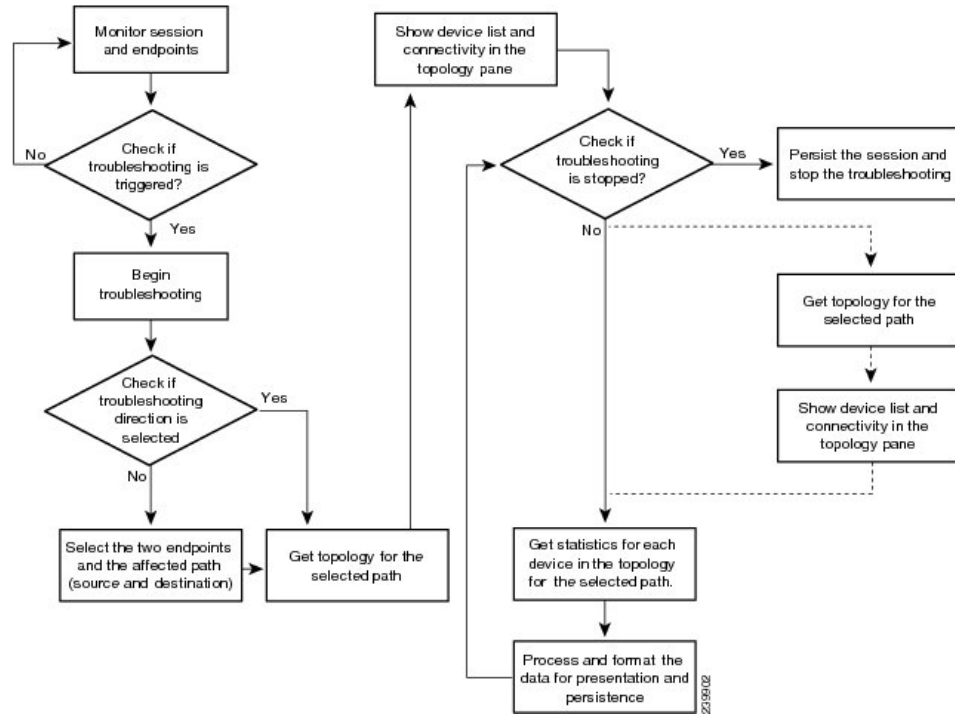 Monitor session
and endpoints
No
Check if
troubleshooting is
triggered?
Yes
Begin
troubleshooting
Check if
troubleshooting
direction is
selected
Yes
No
Select the two endpoints
and the affected path
(source and destination)
Get topology for the
selected path
Show device list and
connectivity in the
topology pane
Check if
troubleshooting
is stopped?
Yes
Persist the session and
stop the troubleshooting
No
Get topology for the
selected path
Show device list and
connectivity in the
topology pane
Get statistics for each
device in the topology
for the selected path.
Process and format the
data for presentation and
persistence
239902